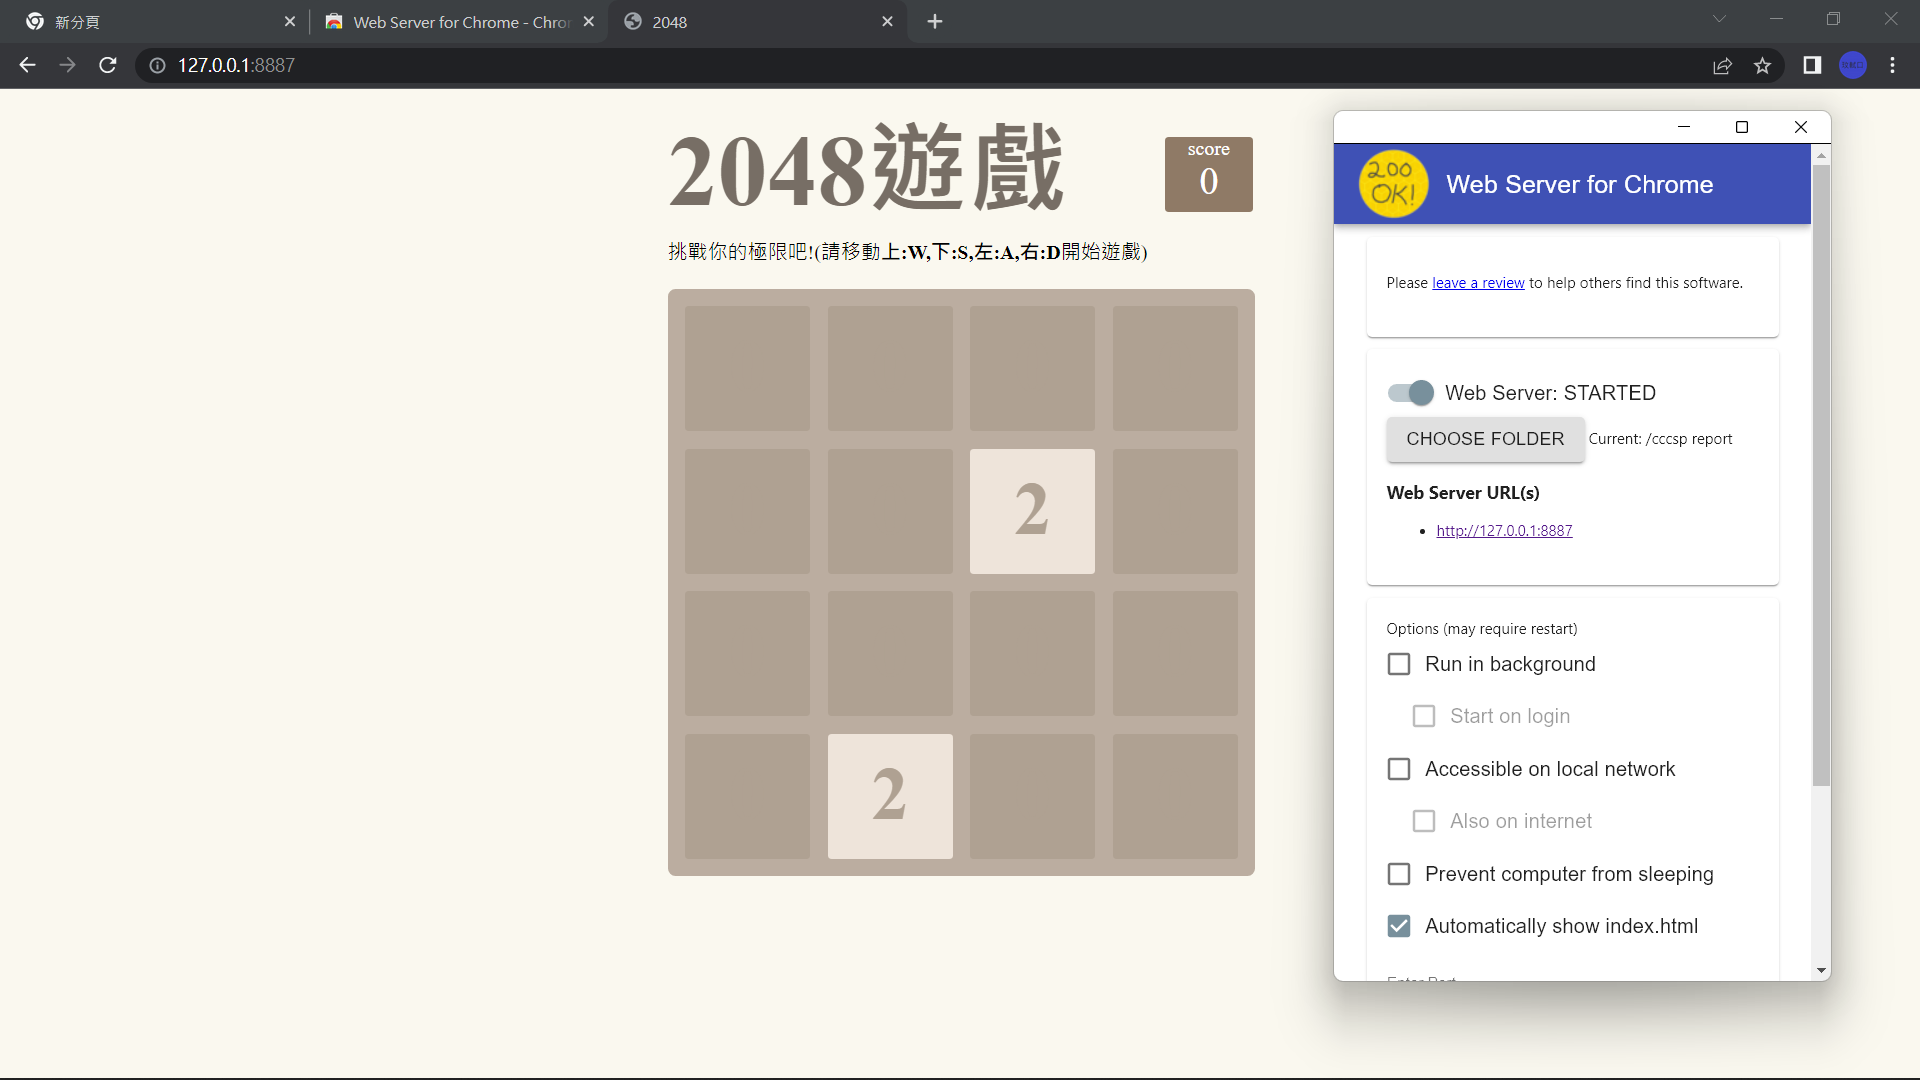 新分頁
Web Server for Chrome - Chro
2048
127.0.0.1:8887
2048遊戲
score
0
挑戰你的極限吧!(請移動上:W,下:S,左:A,右:D開始遊戲)
2
2
200
OK!
Web Server for Chrome
Please leave a review to help others find this software.
Web Server: STARTED
CHOOSE FOLDER Current: /cccsp report
Web Server URL(s)
• http://127.0.0.1:8887
Options (may require restart)
Run in background
Start on login
Accessible on local network
Also on internet
Prevent computer from sleeping
Automatically show index.html
Enter Port